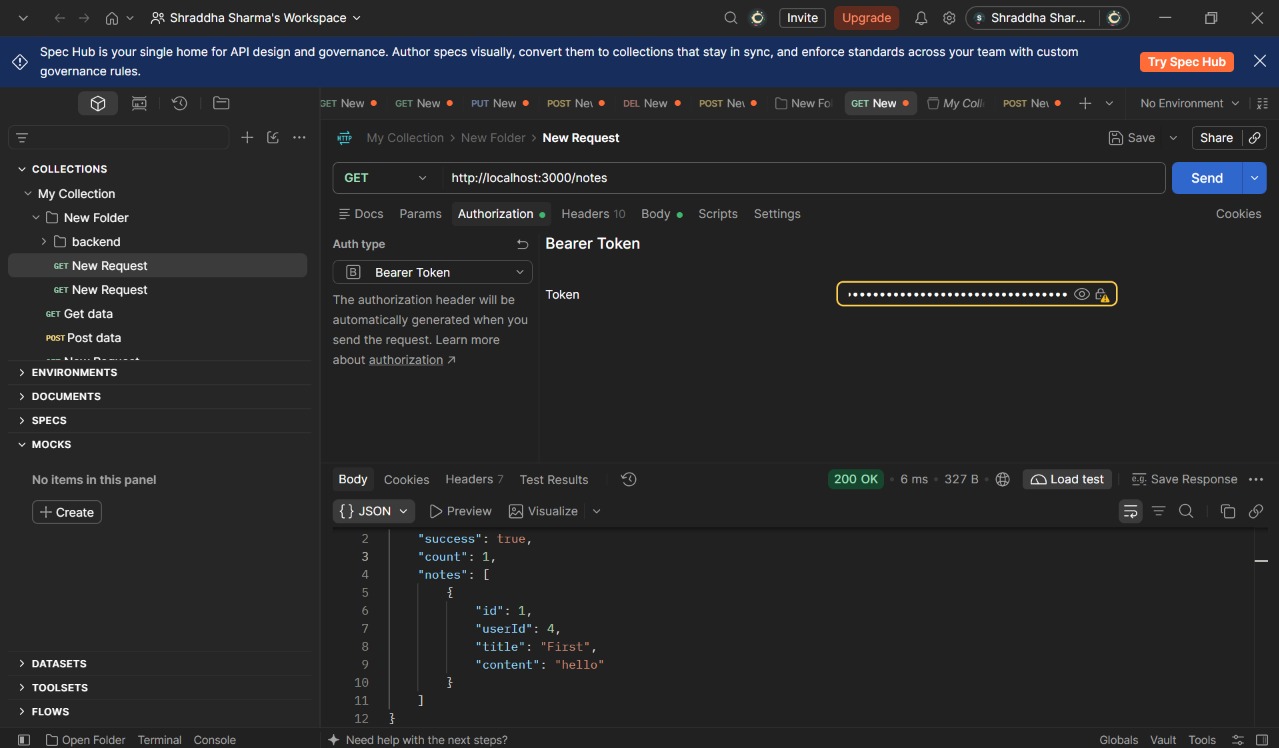 Shraddha Sharma's Workspace
Invite
Upgrade
Shraddha Shar...
Spec Hub is your single home for API design and governance. Author specs visually, convert them to collections that stay in sync, and enforce standards across your team with custom
governance rules.
Try Spec Hub
GET New
GET New
PUT New
POST Nev
DEL New
POST Nev
New Fol
GET New
My Coll
POST Nev
No Environment
HTTP
My Collection > New Folder > New Request
Save
Share
GET
http://localhost:3000/notes
Send
Docs
Params
Authorization
Headers 10
Body
Scripts
Settings
Cookies
COLLECTIONS
My Collection
New Folder
backend
GET New Request
GET New Request
GET Get data
POST Post data
ENVIRONMENTS
DOCUMENTS
SPECS
MOCKS
No items in this panel
Create
DATASETS
TOOLSETS
FLOWS
Auth type
B Bearer Token
The authorization header will be
automatically generated when you
send the request. Learn more
about authorization ↗
Bearer Token
Token
Body
Cookies
Headers 7
Test Results
200 OK
6 ms
327 B
Load test
e.g. Save Response
{} JSON
Preview
Visualize
2 "success": true,
3 "count": 1,
4 "notes": [
5 {
6 "id": 1,
7 "userId": 4,
8 "title": "First",
9 "content": "hello"
10 }
11 ]
12 }
Open Folder
Terminal
Console
Need help with the next steps?
Globals
Vault
Tools